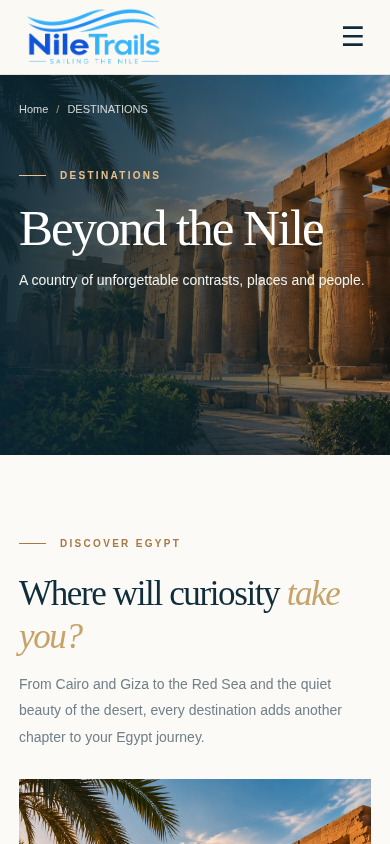 NileTrails
SAILING THE NILE
☰
Home / DESTINATIONS
DESTINATIONS
Beyond the Nile
A country of unforgettable contrasts, places and people.
DISCOVER EGYPT
Where will curiosity take
you?
From Cairo and Giza to the Red Sea and the quiet
beauty of the desert, every destination adds another
chapter to your Egypt journey.